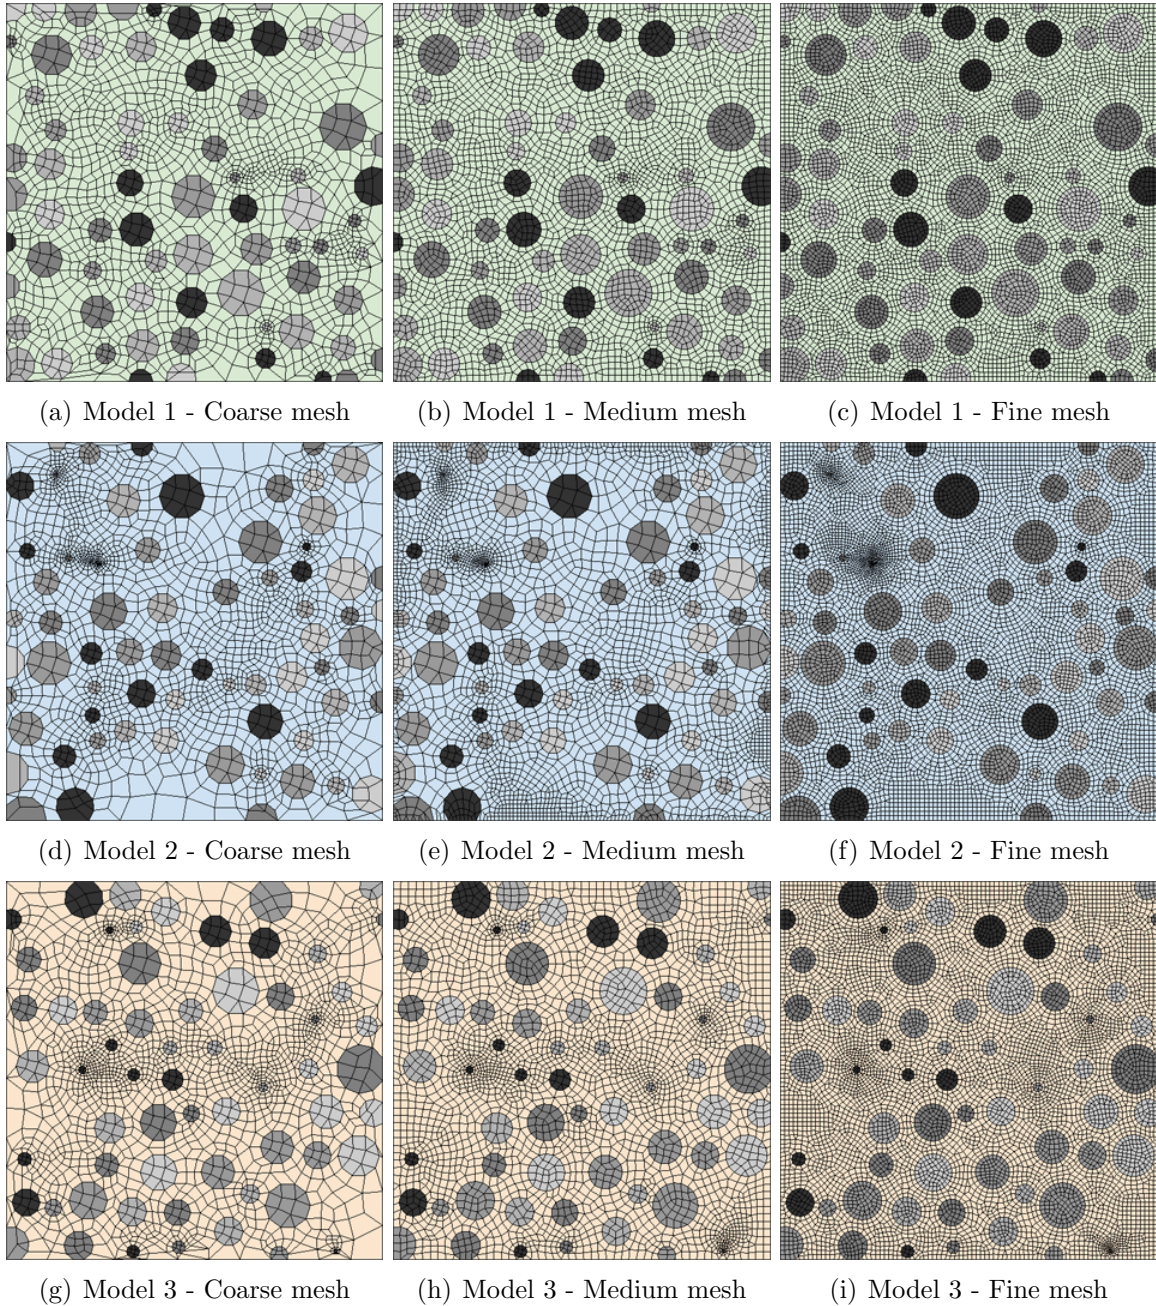 (a) Model 1 - Coarse mesh
(b) Model 1 - Medium mesh
(c) Model 1 - Fine mesh
(d) Model 2 - Coarse mesh
(e) Model 2 - Medium mesh
(f) Model 2 - Fine mesh
(g) Model 3 - Coarse mesh
(h) Model 3 - Medium mesh
(i) Model 3 - Fine mesh